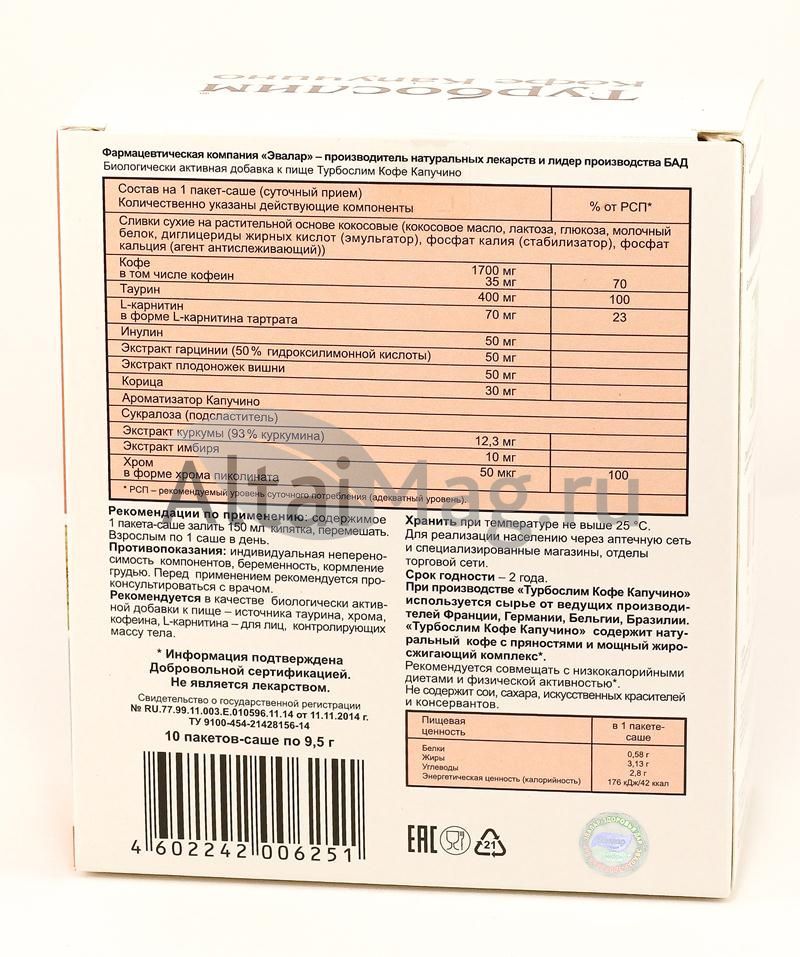 Турбослим
Кофе Капучино
Фармацевтическая компания «Эвалар» – производитель натуральных лекарств и лидер производства БАД
Биологически активная добавка к пище Турбослим Кофе Капучино
Состав на 1 пакет-саше (суточный прием)
Количественно указаны действующие компоненты
% от РСП*
Сливки сухие на растительной основе кокосовые (кокосовое масло, лактоза, глюкоза, молочный
белок, диглицериды жирных кислот (эмульгатор), фосфат калия (стабилизатор), фосфат
кальция (агент антислеживающий))
Кофе 1700 мг
в том числе кофеин 35 мг 70
Таурин 400 мг 100
L-карнитин
в форме L-карнитина тартрата 70 мг 23
Инулин 50 мг
Экстракт гарцинии (50% гидроксилимонной кислоты) 50 мг
Экстракт плодоножек вишни 50 мг
Корица 30 мг
Ароматизатор Капучино
Сукралоза (подсластитель)
Экстракт куркумы (93% куркумина) 12,3 мг
Экстракт имбиря 10 мг
Хром
в форме хрома пиколината 50 мкг 100
* РСП – рекомендуемый уровень суточного потребления (адекватный уровень).
AltaiMag.ru
Рекомендации по применению: содержимое
1 пакета-саше залить 150 мл кипятка, перемешать.
Взрослым по 1 саше в день.
Противопоказания: индивидуальная неперено-
симость компонентов, беременность, кормление
грудью. Перед применением рекомендуется про-
консультироваться с врачом.
Рекомендуется в качестве биологически актив-
ной добавки к пище – источника таурина, хрома,
кофеина, L-карнитина – для лиц, контролирующих
массу тела.
* Информация подтверждена
Добровольной сертификацией.
Не является лекарством.
Свидетельство о государственной регистрации
№ RU.77.99.11.003.Е.010596.11.14 от 11.11.2014 г.
ТУ 9100-454-21428156-14
10 пакетов-саше по 9,5 г
4 602242 006251
Хранить при температуре не выше 25 °С.
Для реализации населению через аптечную сеть
и специализированные магазины, отделы
торговой сети.
Срок годности – 2 года.
При производстве «Турбослим Кофе Капучино»
используется сырье от ведущих производи-
телей Франции, Германии, Бельгии, Бразилии.
«Турбослим Кофе Капучино» содержит нату-
ральный кофе с пряностями и мощный жиро-
сжигающий комплекс*.
Рекомендуется совмещать с низкокалорийными
диетами и физической активностью*.
Не содержит сои, сахара, искусственных красителей
и консервантов.
Пищевая
ценность
в 1 пакете-
саше
Белки 0,58 г
Жиры 3,13 г
Углеводы 2,8 г
Энергетическая ценность (калорийность) 176 кДж/42 ккал
ЕАС
21